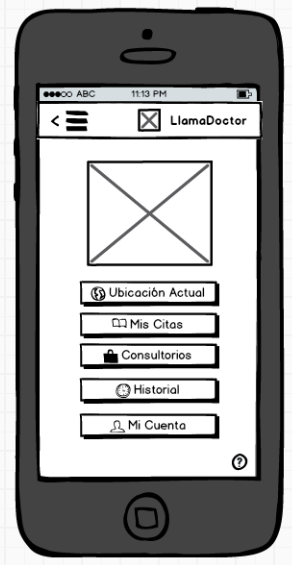 ABC 11:13 PM
< LlamaDoctor
Ubicación Actual
Mis Citas
Consultorios
Historial
Mi Cuenta
?